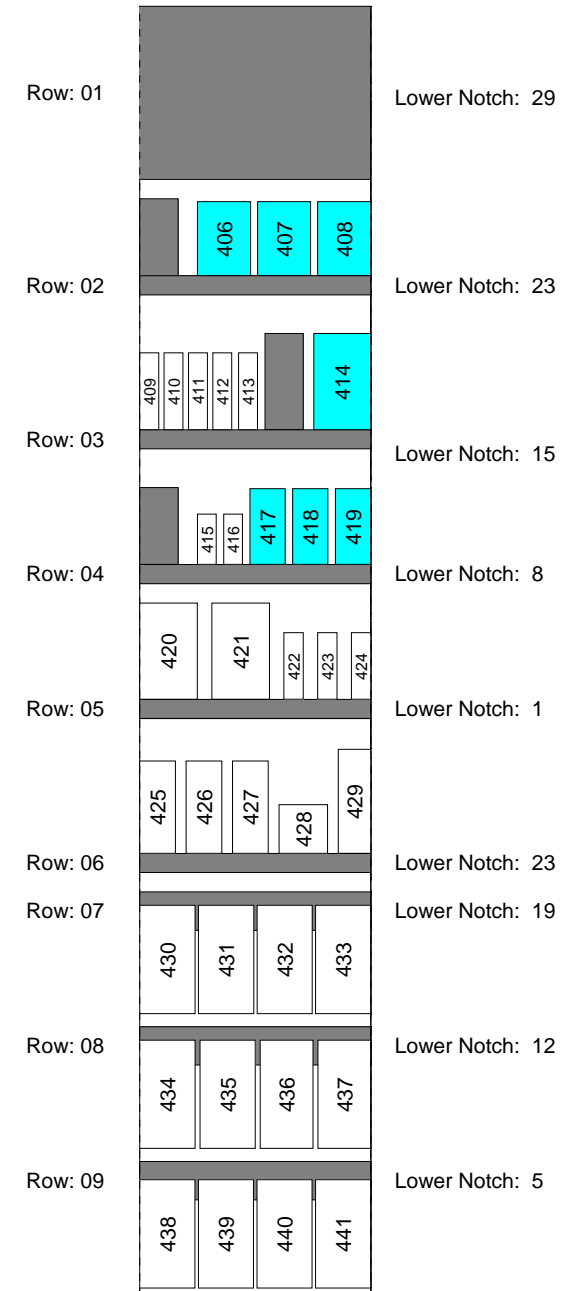 Row: 01
Lower Notch: 29
406 407 408
Row: 02
Lower Notch: 23
409 410 411 412 413 414
Row: 03
Lower Notch: 15
415 416 417 418 419
Row: 04
Lower Notch: 8
420 421 422 423 424
Row: 05
Lower Notch: 1
425 426 427 428 429
Row: 06
Lower Notch: 23
Row: 07
Lower Notch: 19
430 431 432 433
Row: 08
Lower Notch: 12
434 435 436 437
Row: 09
Lower Notch: 5
438 439 440 441